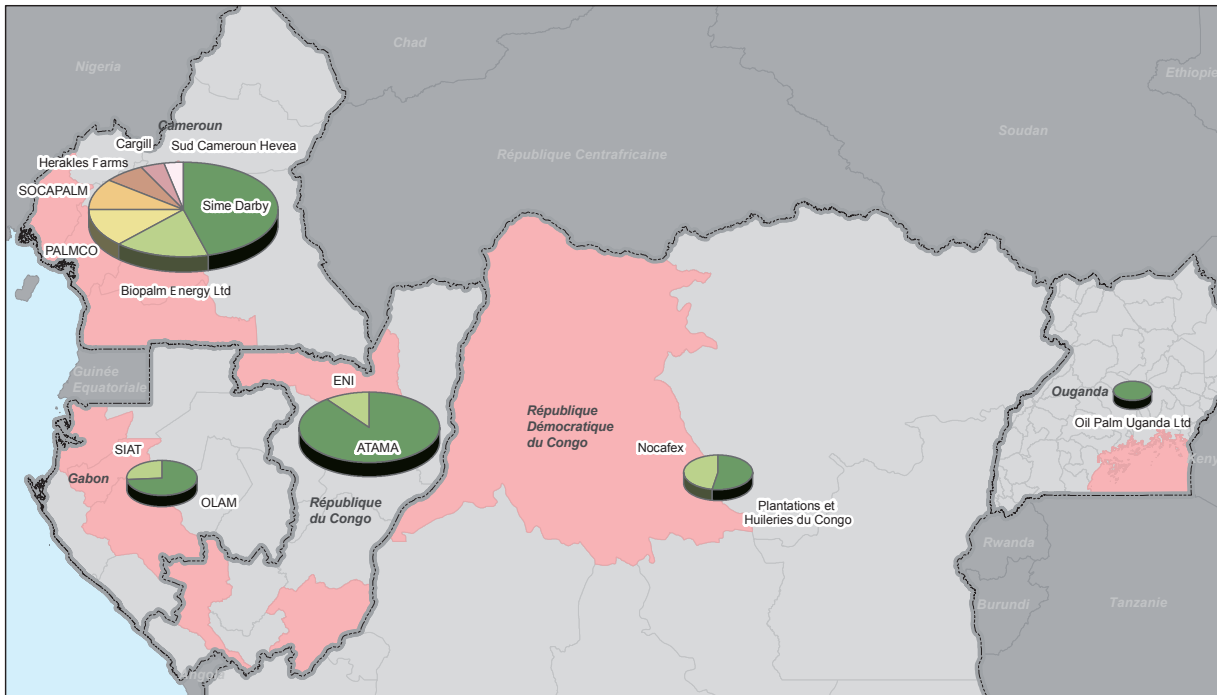 Chad
Nigeria
Ethiopie
Soudan
Cameroun
Cargill
Sud Cameroun Hevea
République Centrafricaine
Herakles Farms
SOCAPALM
Sime Darby
PALMCO
Biopalm Energy Ltd
Guinée
Equatoriale
ENI
Ouganda
République
Démocratique
du Congo
Oil Palm Uganda Ltd
ATAMA
SIAT
Nocafex
Keny
Gabon
OLAM
République
du Congo
Plantations et
Huileries du Congo
Rwanda
Burundi
Tanzanie
Angola